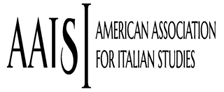 AAIS
AMERICAN ASSOCIATION
FOR ITALIAN STUDIES